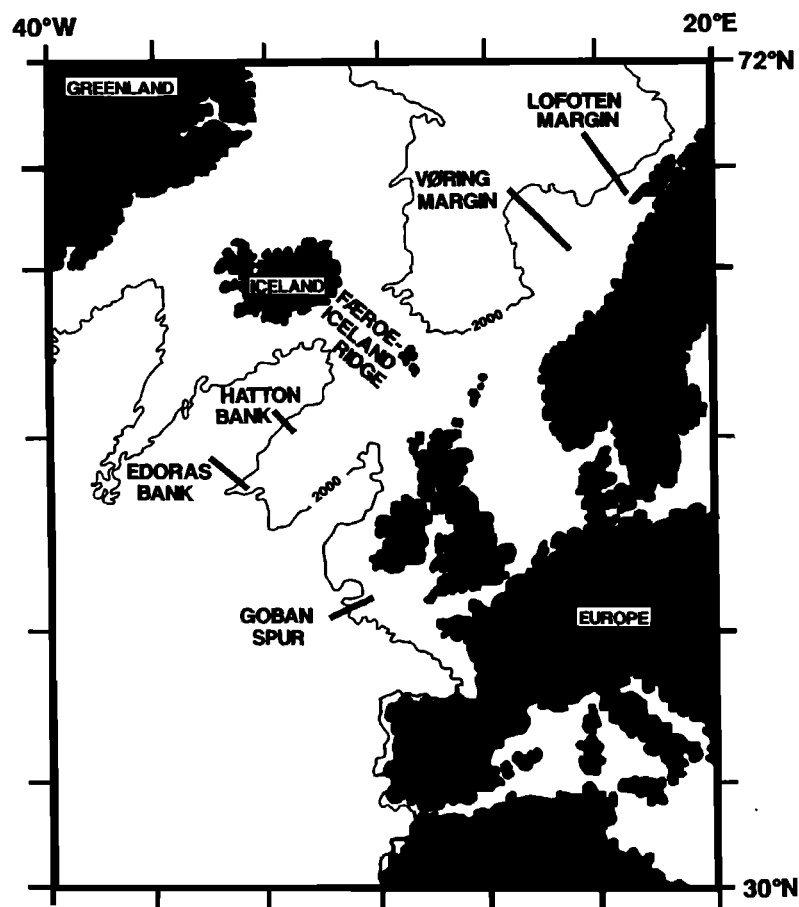 40°W
20°E
72°N
GREENLAND
LOFOTEN
MARGIN
VØRING
MARGIN
ICELAND
FÆROE-
ICELAND
RIDGE
2000
HATTON
BANK
EDORAS
BANK
2000
GOBAN
SPUR
EUROPE
30°N